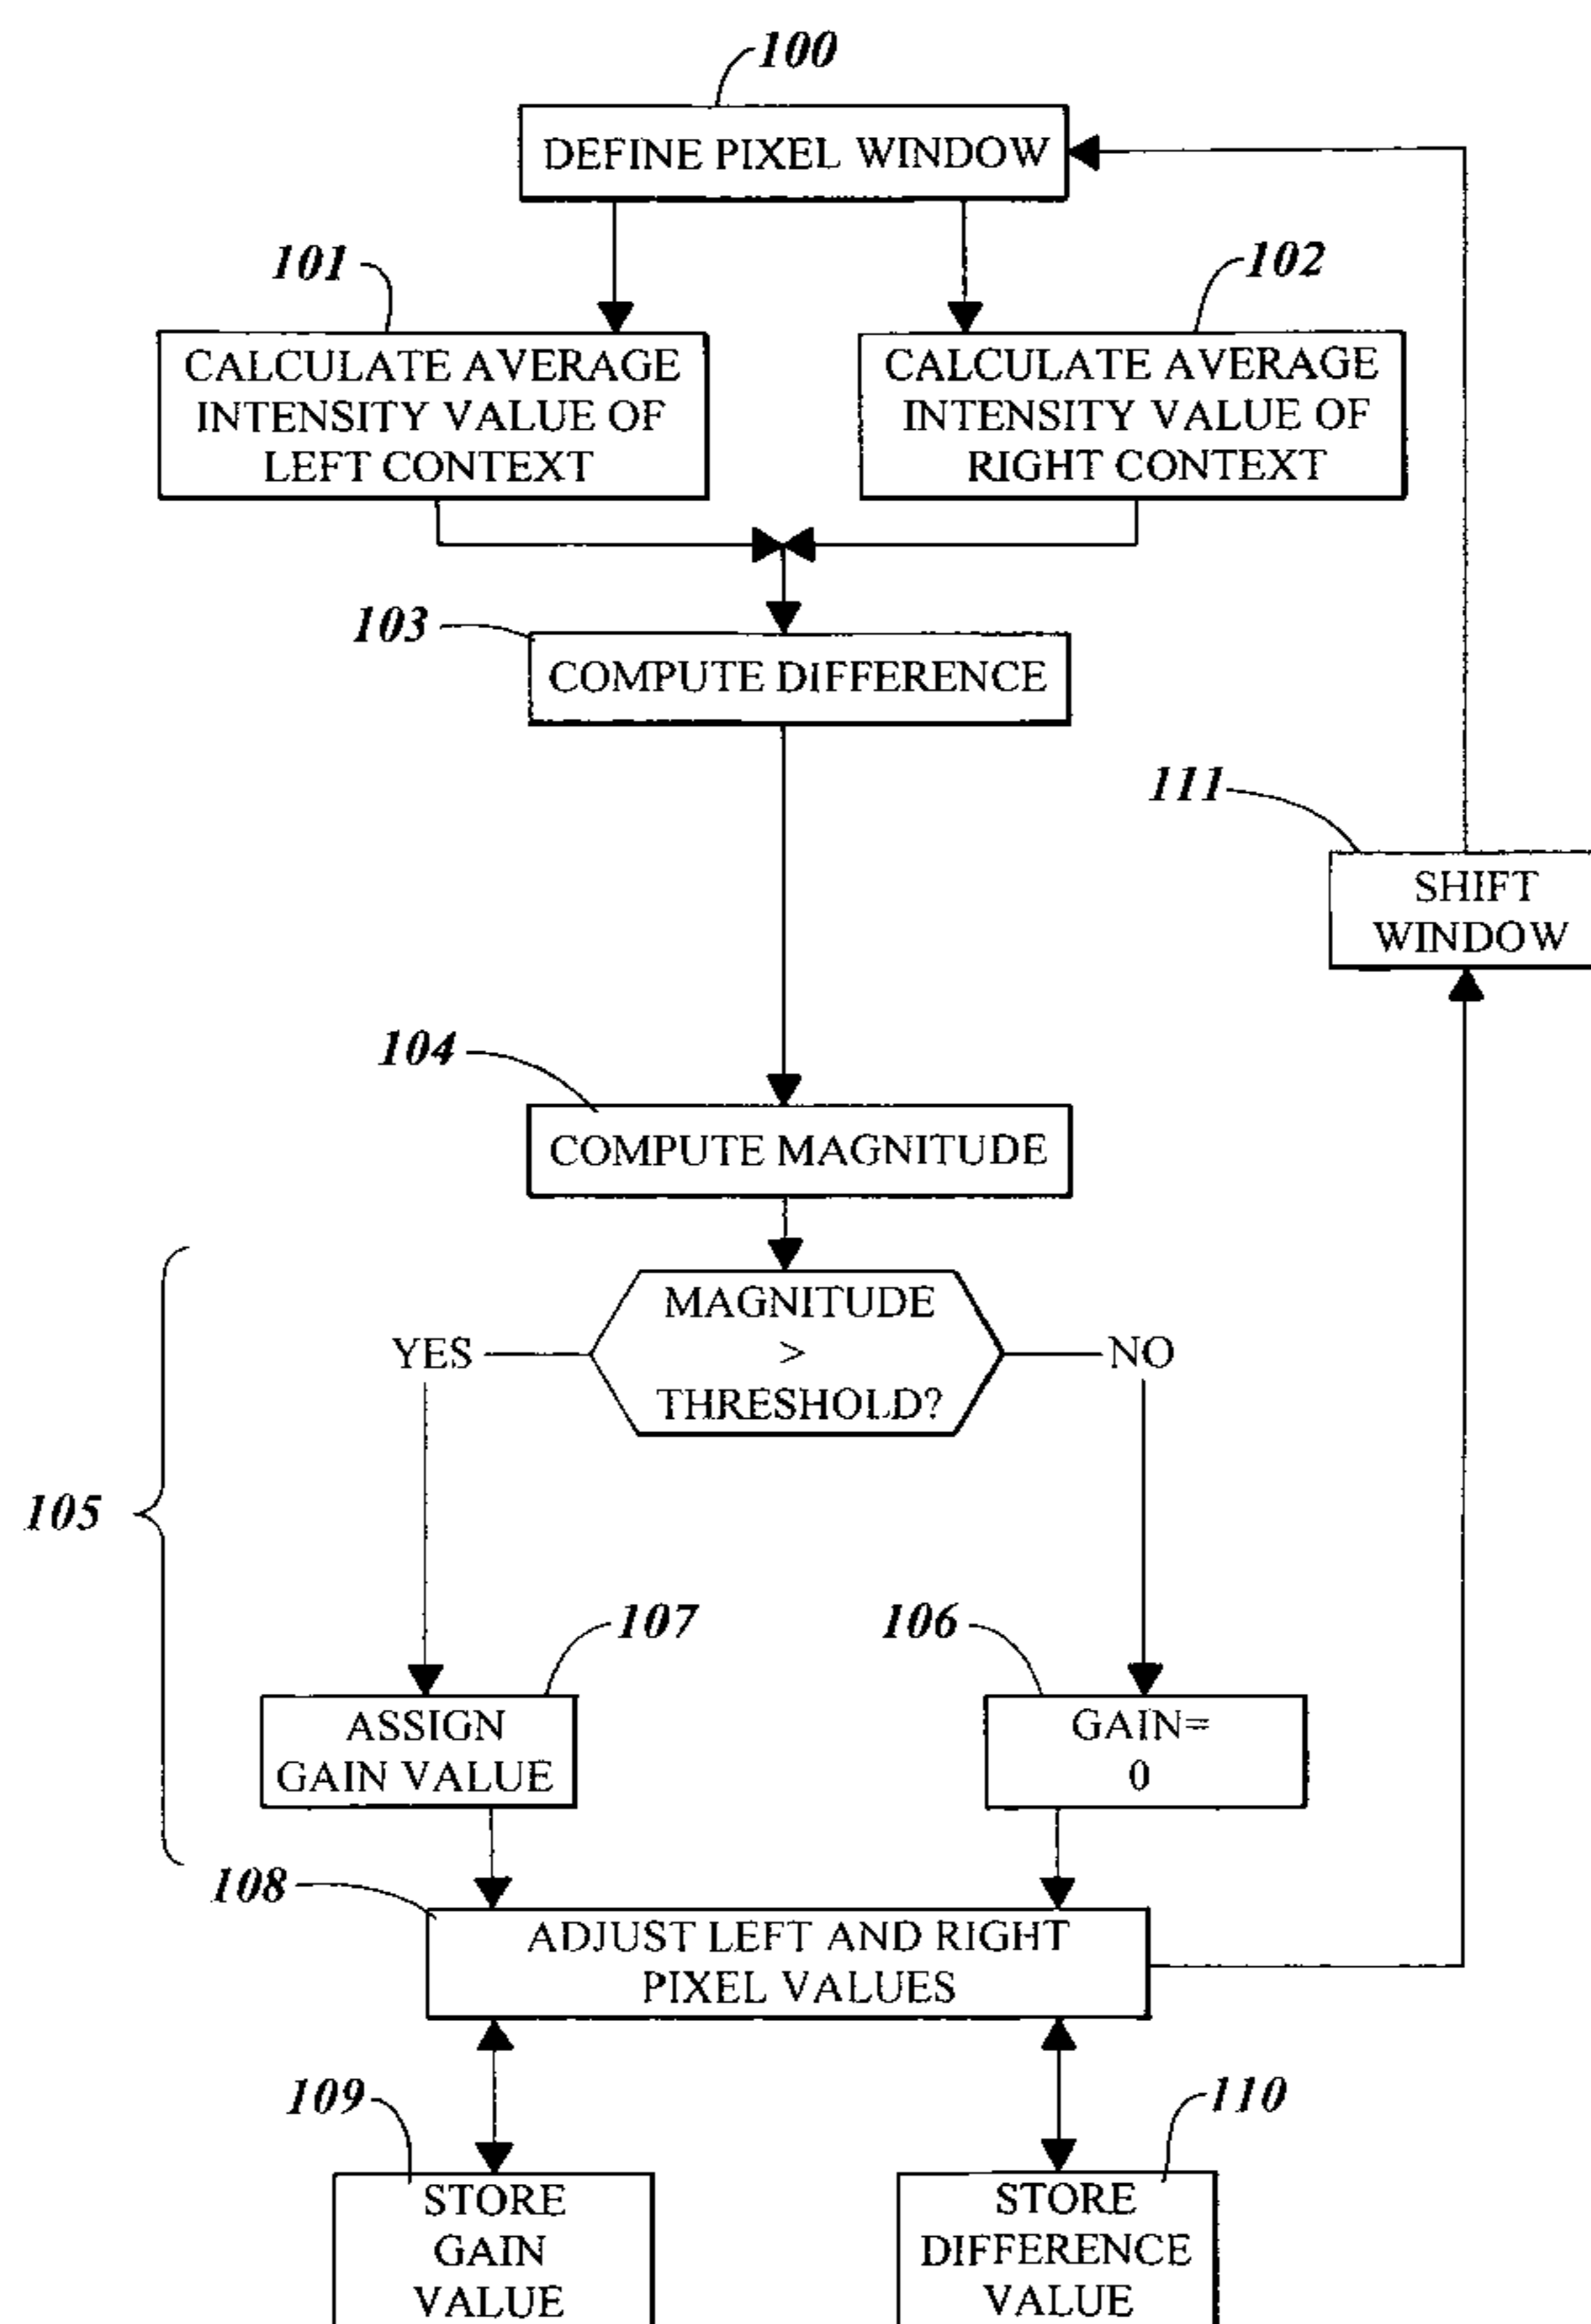 100
DEFINE PIXEL WINDOW
101
102
CALCULATE AVERAGE
INTENSITY VALUE OF
LEFT CONTEXT
CALCULATE AVERAGE
INTENSITY VALUE OF
RIGHT CONTEXT
103
COMPUTE DIFFERENCE
111
SHIFT
WINDOW
104
COMPUTE MAGNITUDE
MAGNITUDE
>
THRESHOLD?
YES
NO
105
107
106
ASSIGN
GAIN VALUE
GAIN=
0
108
ADJUST LEFT AND RIGHT
PIXEL VALUES
109
110
STORE
GAIN
VALUE
STORE
DIFFERENCE
VALUE